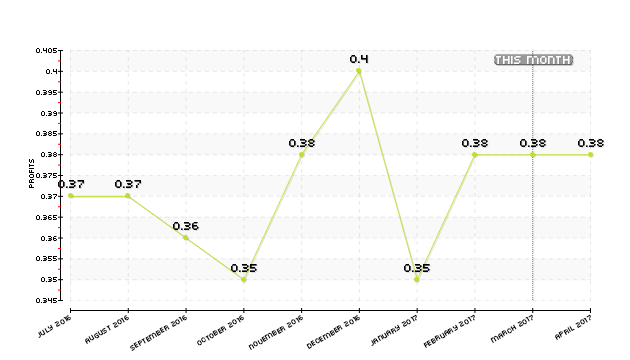 0.405
0.4
0.395
0.39
0.385
0.38
0.375
0.37
0.365
0.36
0.355
0.35
0.345
PROFITS
0.37
0.37
0.36
0.35
0.38
0.4
0.35
0.38
0.38
0.38
THIS MONTH
JULY 2016
AUGUST 2016
SEPTEMBER 2016
OCTOBER 2016
NOVEMBER 2016
DECEMBER 2016
JANUARY 2017
FEBRUARY 2017
MARCH 2017
APRIL 2017